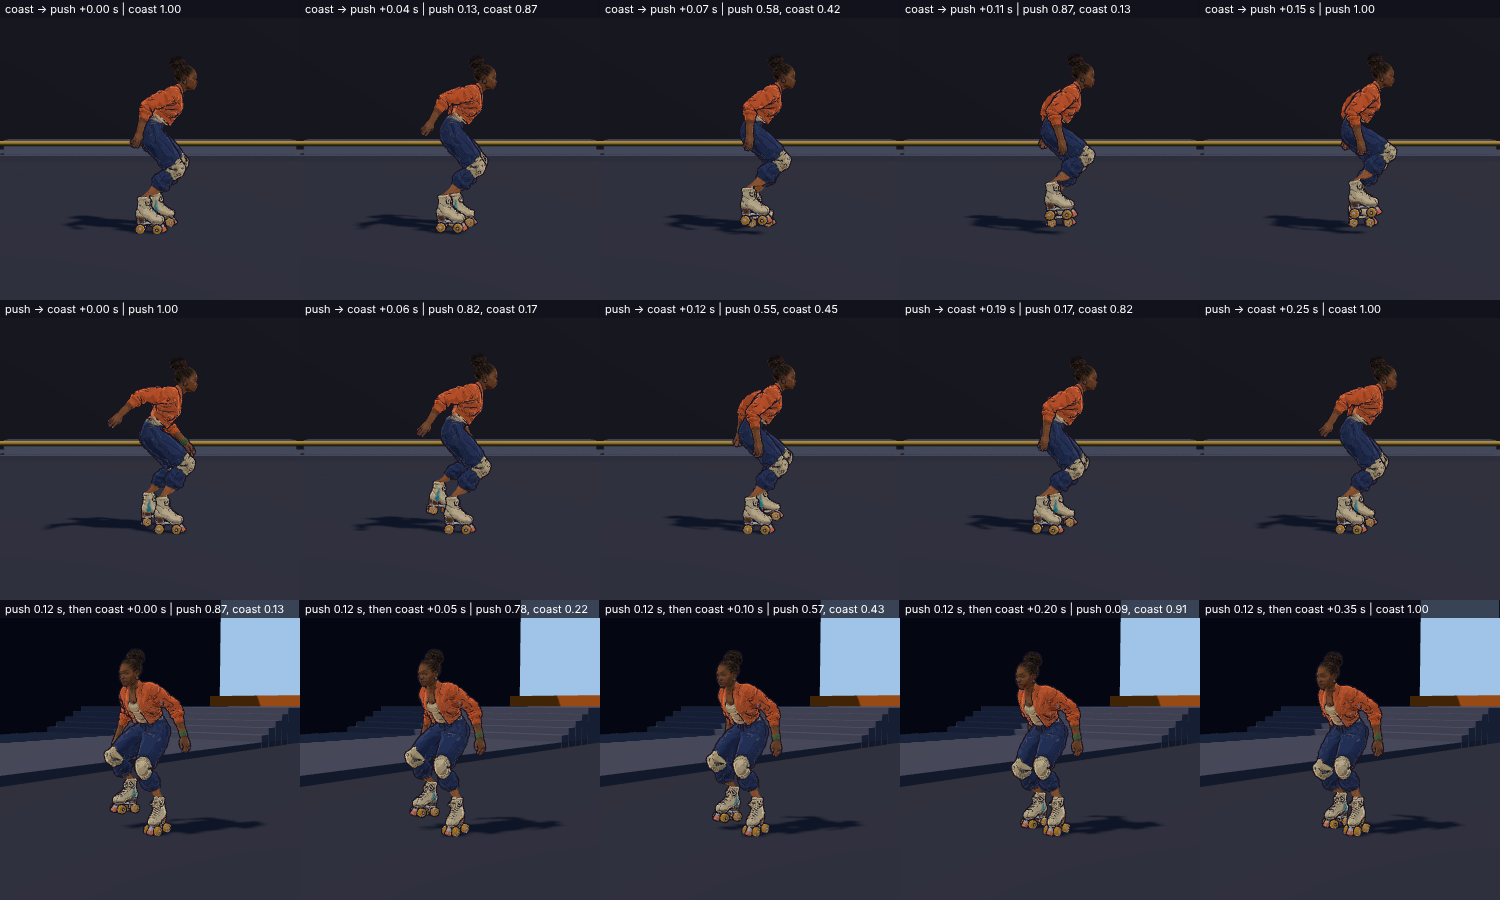 coast → push +0.00 s | coast 1.00
coast → push +0.04 s | push 0.13, coast 0.87
coast → push +0.07 s | push 0.58, coast 0.42
coast → push +0.11 s | push 0.87, coast 0.13
coast → push +0.15 s | push 1.00
push → coast +0.00 s | push 1.00
push → coast +0.06 s | push 0.82, coast 0.17
push → coast +0.12 s | push 0.55, coast 0.45
push → coast +0.19 s | push 0.17, coast 0.82
push → coast +0.25 s | coast 1.00
push 0.12 s, then coast +0.00 s | push 0.87, coast 0.13
push 0.12 s, then coast +0.05 s | push 0.78, coast 0.22
push 0.12 s, then coast +0.10 s | push 0.57, coast 0.43
push 0.12 s, then coast +0.20 s | push 0.09, coast 0.91
push 0.12 s, then coast +0.35 s | coast 1.00